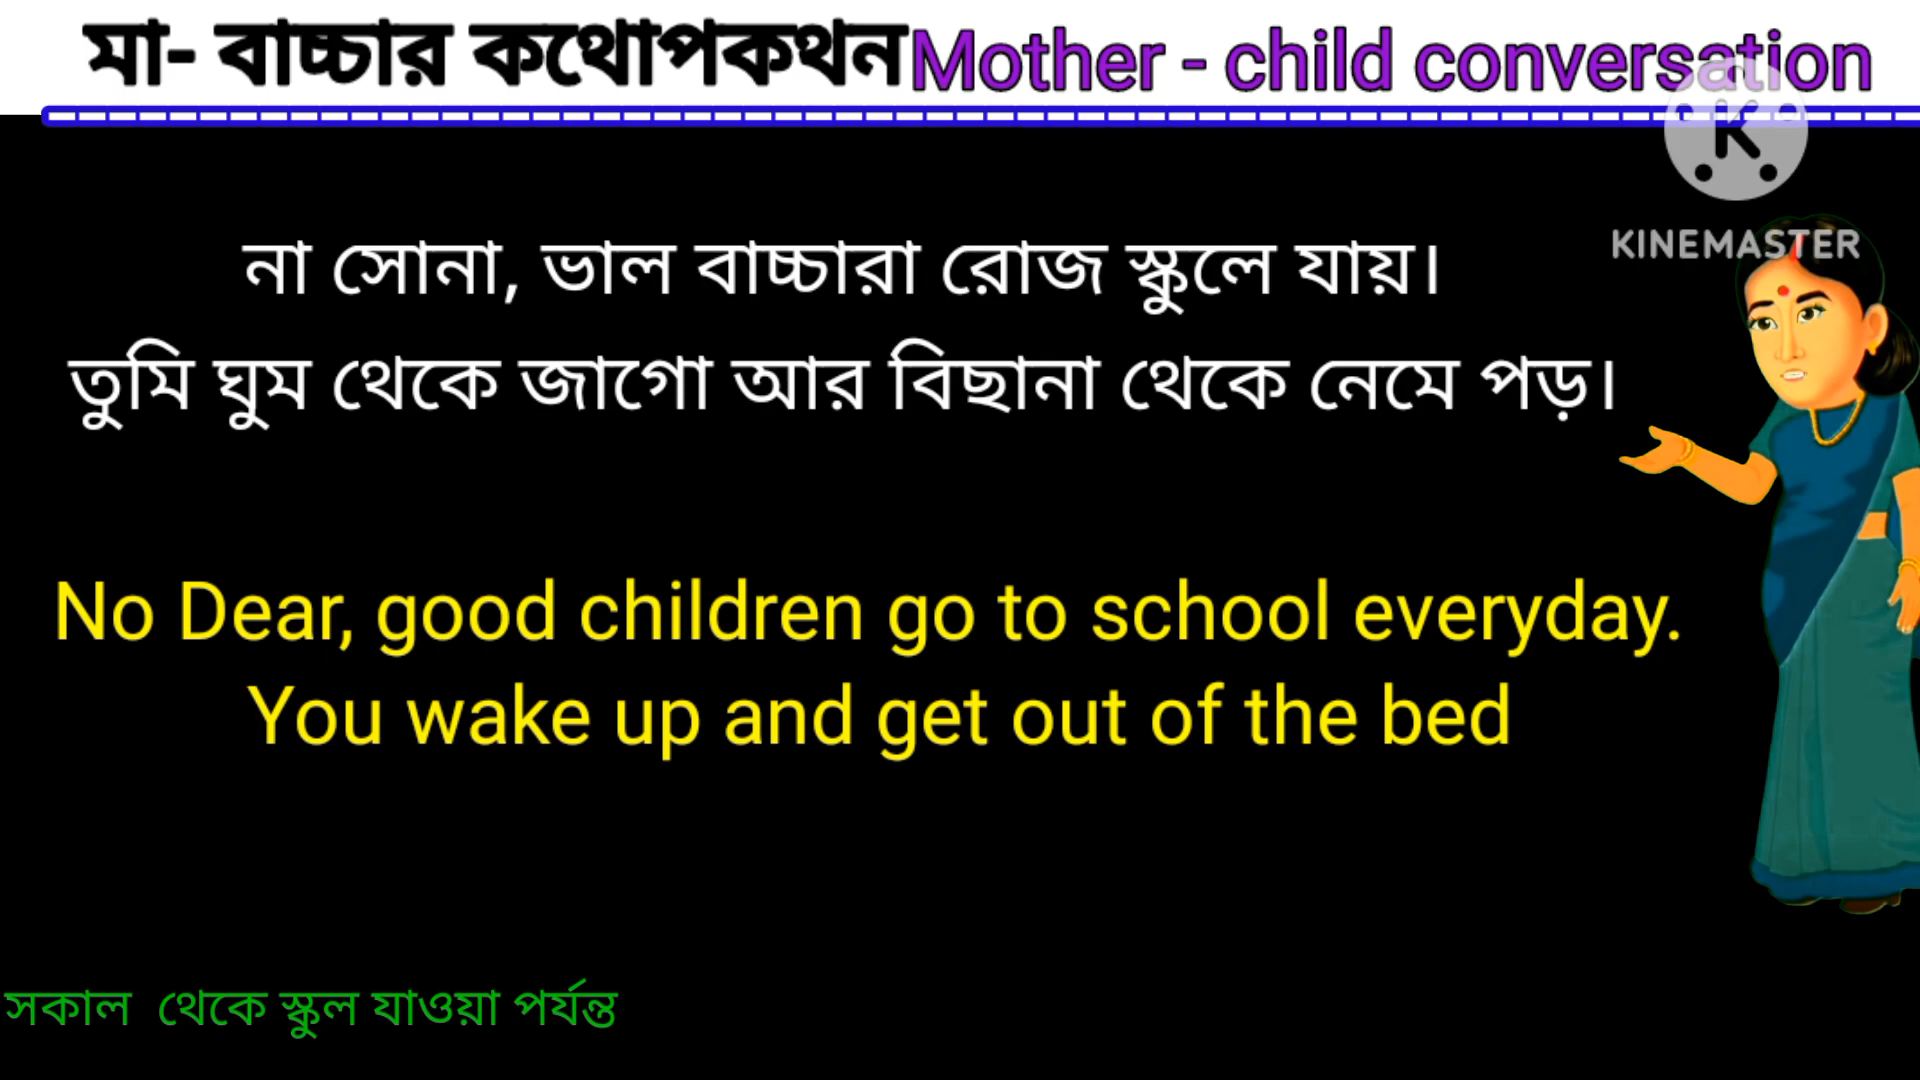 মা- বাচ্চার কথোপকথন Mother - child conversation
K
KINEMASTER
না সোনা, ভাল বাচ্চারা রোজ স্কুলে যায়।
তুমি ঘুম থেকে জাগো আর বিছানা থেকে নেমে পড়।
No Dear, good children go to school everyday.
You wake up and get out of the bed
সকাল থেকে স্কুল যাওয়া পর্যন্ত